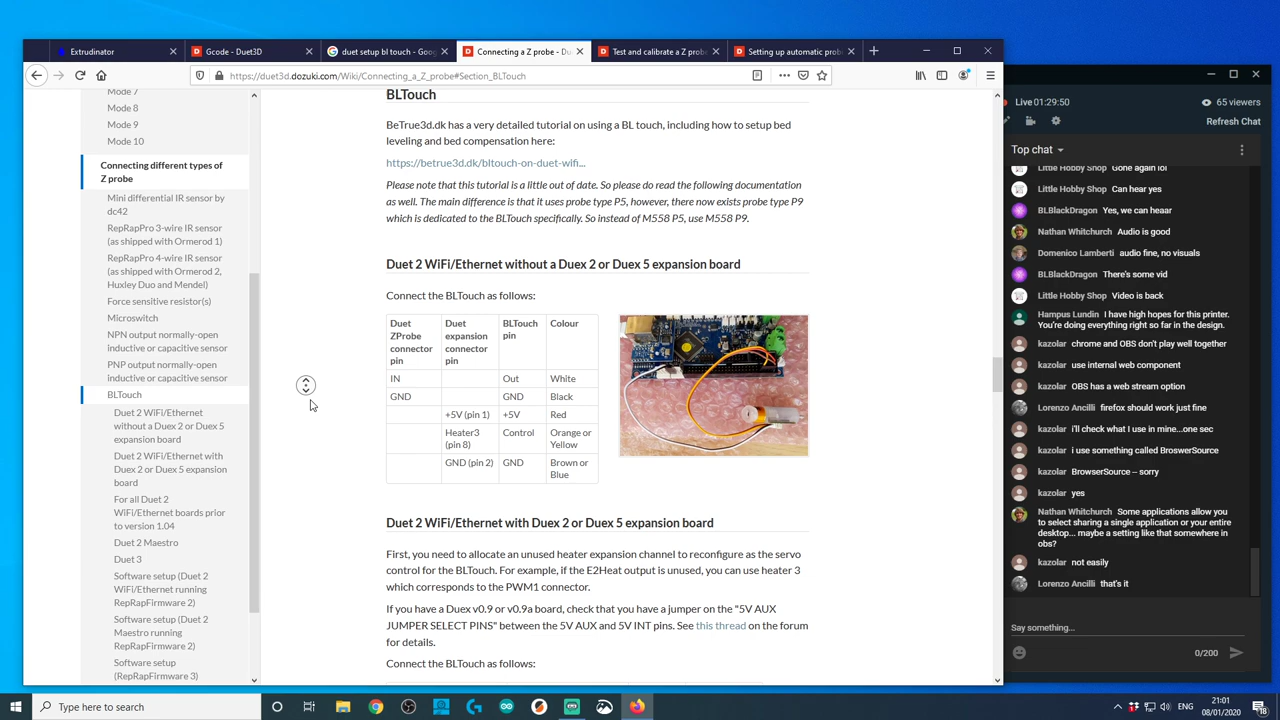 Extrudinator
Gcode - Duet3D
duet setup bl touch - Goog
Connecting a Z probe - Du
Test and calibrate a Z prob
Setting up automatic prob
https://duet3d.dozuki.com/Wiki/Connecting_a_Z_probe#Section_BLTouch
Mode 7
Mode 8
Mode 9
Mode 10
Connecting different types of
Z probe
Mini differential IR sensor by
dc42
RepRapPro 3-wire IR sensor
(as shipped with Ormerod 1)
RepRapPro 4-wire IR sensor
(as shipped with Ormerod 2,
Huxley Duo and Mendel)
Force sensitive resistor(s)
Microswitch
NPN output normally-open
inductive or capacitive sensor
PNP output normally-open
inductive or capacitive sensor
BLTouch
Duet 2 WiFi/Ethernet
without a Duex 2 or Duex 5
expansion board
Duet 2 WiFi/Ethernet with
Duex 2 or Duex 5 expansion
board
For all Duet 2
WiFi/Ethernet boards prior
to version 1.04
Duet 2 Maestro
Duet 3
Software setup (Duet 2
WiFi/Ethernet running
RepRapFirmware 2)
Software setup (Duet 2
Maestro running
RepRapFirmware 2)
Software setup
(RepRapFirmware 3)
BLTouch
BeTrue3d.dk has a very detailed tutorial on using a BL touch, including how to setup bed
leveling and bed compensation here:
https://betrue3d.dk/bltouch-on-duet-wifi...
Please note that this tutorial is a little out of date. So please do read the following documentation
as well. The main difference is that it uses probe type P5, however, there now exists probe type P9
which is dedicated to the BLTouch specifically. So instead of M558 P5, use M558 P9.
Duet 2 WiFi/Ethernet without a Duex 2 or Duex 5 expansion board
Connect the BLTouch as follows:
Duet ZProbe connector pin Duet expansion connector pin BLTouch pin Colour
IN Out White
GND GND Black
+5V (pin 1) +5V Red
Heater3 (pin 8) Control Orange or Yellow
GND (pin 2) GND Brown or Blue
Duet 2 WiFi/Ethernet with Duex 2 or Duex 5 expansion board
First, you need to allocate an unused heater expansion channel to reconfigure as the servo
control for the BLTouch. For example, if the E2Heat output is unused, you can use heater 3
which corresponds to the PWM1 connector.
If you have a Duex v0.9 or v0.9a board, check that you have a jumper on the "5V AUX
JUMPER SELECT PINS" between the 5V AUX and 5V INT pins. See this thread on the forum
for details.
Connect the BLTouch as follows:
Live 01:29:50
65 viewers
Refresh Chat
Top chat
Little Hobby Shop Gone again lol
Little Hobby Shop Can hear yes
BLBlackDragon Yes, we can heaar
Nathan Whitchurch Audio is good
Domenico Lamberti audio fine, no visuals
BLBlackDragon There's some vid
Little Hobby Shop Video is back
Hampus Lundin I have high hopes for this printer.
You're doing everything right so far in the design.
kazolar chrome and OBS don't play well together
kazolar use internal web component
kazolar OBS has a web stream option
Lorenzo Ancilli firefox should work just fine
kazolar i'll check what I use in mine...one sec
kazolar i use something called BroswerSource
kazolar BrowserSource -- sorry
kazolar yes
Nathan Whitchurch Some applications allow you
to select sharing a single application or your entire
desktop... maybe a setting like that somewhere in
obs?
kazolar not easily
Lorenzo Ancilli that's it
Say something...
0/200
Type here to search
ENG
21:01
08/01/2020
18